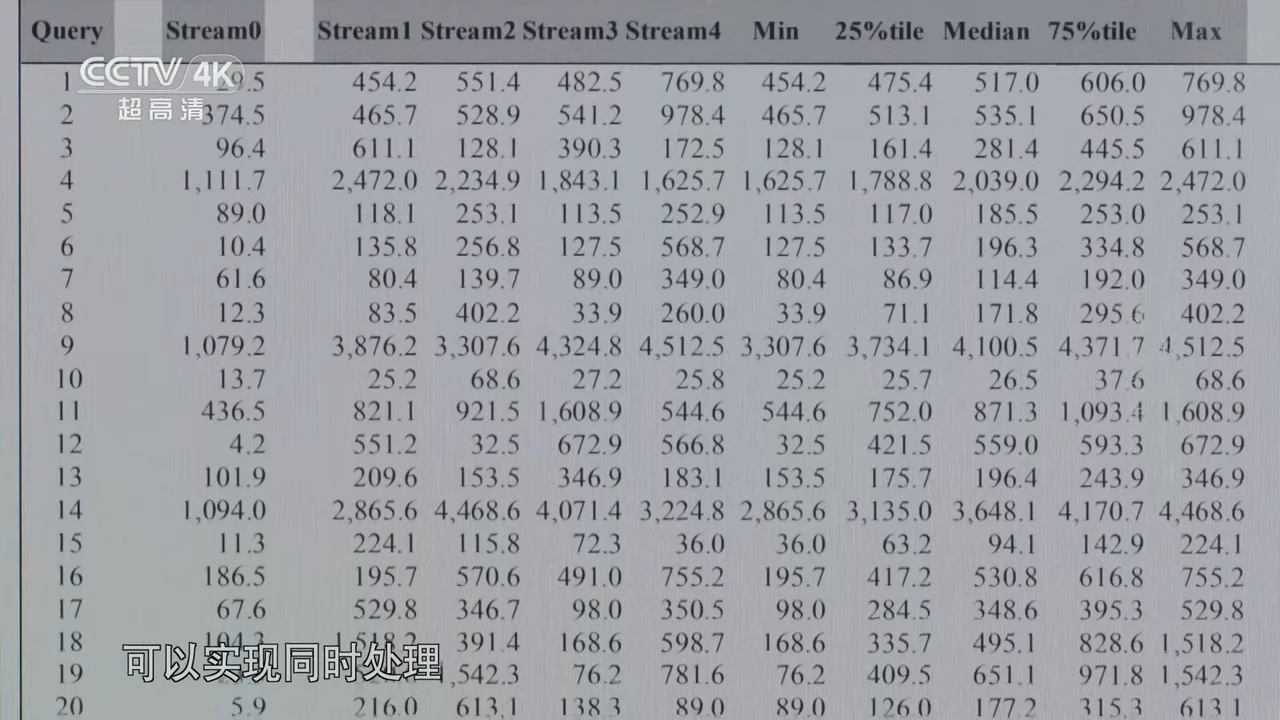 Query Stream0 Stream1 Stream2 Stream3 Stream4 Min 25%tile Median 75%tile Max
CCTV 4K
超高清
1 454.2 551.4 482.5 769.8 454.2 475.4 517.0 606.0 769.8
2 374.5 465.7 528.9 541.2 978.4 465.7 513.1 535.1 650.5 978.4
3 96.4 611.1 128.1 390.3 172.5 128.1 161.4 281.4 445.5 611.1
4 1,111.7 2,472.0 2,234.9 1,843.1 1,625.7 1,625.7 1,788.8 2,039.0 2,294.2 2,472.0
5 89.0 118.1 253.1 113.5 252.9 113.5 117.0 185.5 253.0 253.1
6 10.4 135.8 256.8 127.5 568.7 127.5 133.7 196.3 334.8 568.7
7 61.6 80.4 139.7 89.0 349.0 80.4 86.9 114.4 192.0 349.0
8 12.3 83.5 402.2 33.9 260.0 33.9 71.1 171.8 295.6 402.2
9 1,079.2 3,876.2 3,307.6 4,324.8 4,512.5 3,307.6 3,734.1 4,100.5 4,371.7 4,512.5
10 13.7 25.2 68.6 27.2 25.8 25.2 25.7 26.5 37.6 68.6
11 436.5 821.1 921.5 1,608.9 544.6 544.6 752.0 871.3 1,093.4 1,608.9
12 4.2 551.2 32.5 672.9 566.8 32.5 421.5 559.0 593.3 672.9
13 101.9 209.6 153.5 346.9 183.1 153.5 175.7 196.4 243.9 346.9
14 1,094.0 2,865.6 4,468.6 4,071.4 3,224.8 2,865.6 3,135.0 3,648.1 4,170.7 4,468.6
15 11.3 224.1 115.8 72.3 36.0 36.0 63.2 94.1 142.9 224.1
16 186.5 195.7 570.6 491.0 755.2 195.7 417.2 530.8 616.8 755.2
17 67.6 529.8 346.7 98.0 350.5 98.0 284.5 348.6 395.3 529.8
18 104.3 1,518.2 391.4 168.6 598.7 168.6 335.7 495.1 828.6 1,518.2
19 1,542.3 76.2 781.6 76.2 409.5 651.1 971.8 1,542.3
20 5.9 216.0 613.1 138.3 89.0 89.0 126.0 177.2 315.3 613.1
可以实现同时处理